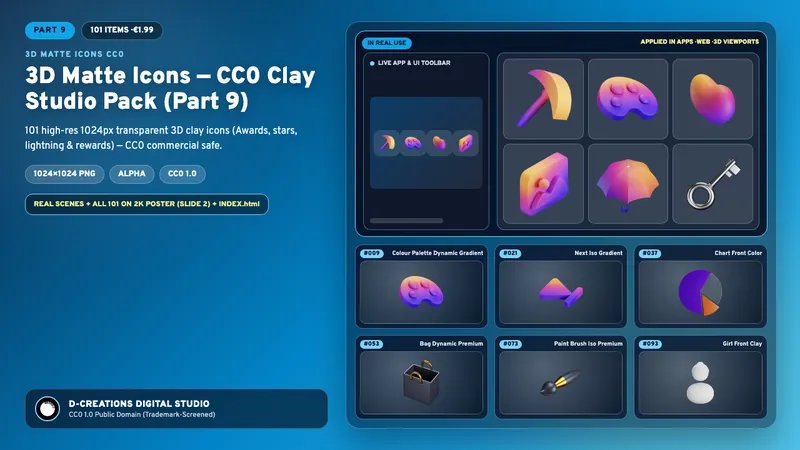 PART 9
101 ITEMS •€1.99
3D MATTE ICONS CC0
3D Matte Icons — CC0 Clay
Studio Pack (Part 9)
101 high-res 1024px transparent 3D clay icons (Awards, stars,
lightning & rewards) — CC0 commercial safe.
1024×1024 PNG
ALPHA
CC0 1.0
REAL SCENES + ALL 101 ON 2K POSTER (SLIDE 2) + INDEX.html
D-CREATIONS DIGITAL STUDIO
CC0 1.0 Public Domain (Trademark-Screened)
IN REAL USE
APPLIED IN APPS •WEB •3D VIEWPORTS
LIVE APP & UI TOOLBAR
#009
Colour Palette Dynamic Gradient
#021
Next Iso Gradient
#037
Chart Front Color
#053
Bag Dynamic Premium
#073
Paint Brush Iso Premium
#093
Girl Front Clay